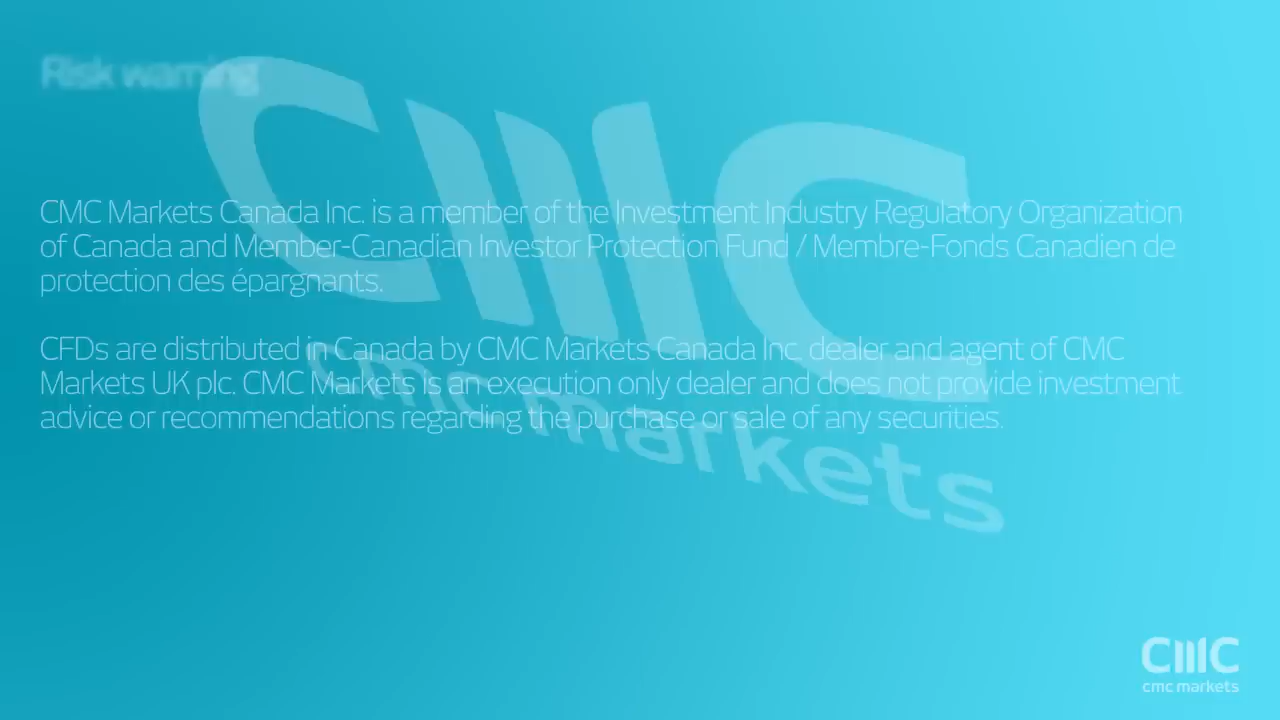 Risk warning
CMC
CMC Markets Canada Inc. is a member of the Investment Industry Regulatory Organization
of Canada and Member-Canadian Investor Protection Fund / Membre-Fonds Canadien de
protection des épargnants.
CFDs are distributed in Canada by CMC Markets Canada Inc. dealer and agent of CMC
Markets UK plc. CMC Markets is an execution only dealer and does not provide investment
advice or recommendations regarding the purchase or sale of any securities.
cmc markets
CMC
cmc markets